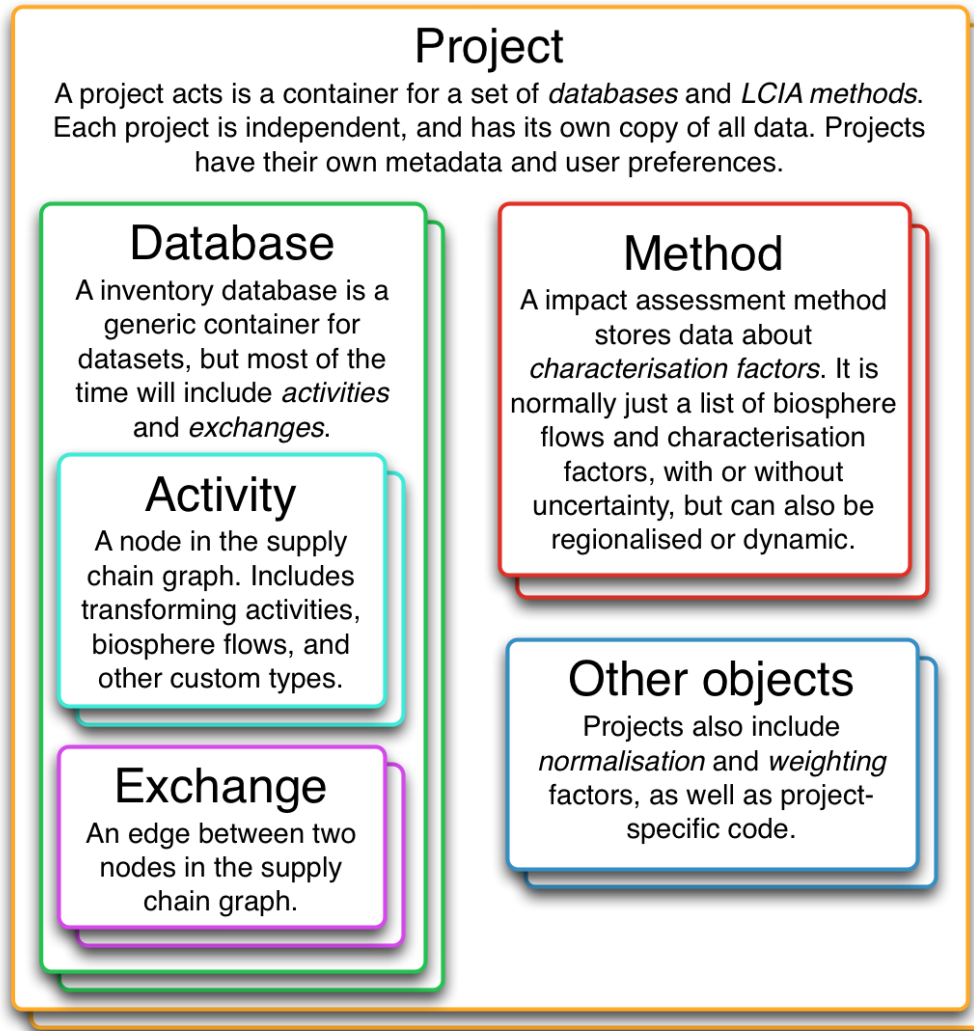 Project
A project acts is a container for a set of databases and LCIA methods.
Each project is independent, and has its own copy of all data. Projects
have their own metadata and user preferences.
Database
A inventory database is a
generic container for
datasets, but most of the
time will include activities
and exchanges.
Activity
A node in the supply
chain graph. Includes
transforming activities,
biosphere flows, and
other custom types.
Exchange
An edge between two
nodes in the supply
chain graph.
Method
A impact assessment method
stores data about
characterisation factors. It is
normally just a list of biosphere
flows and characterisation
factors, with or without
uncertainty, but can also be
regionalised or dynamic.
Other objects
Projects also include
normalisation and weighting
factors, as well as project-
specific code.